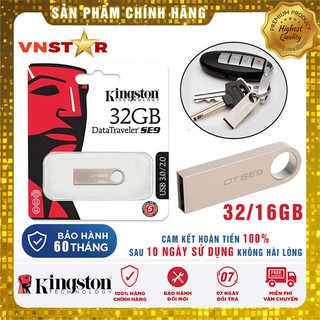 SẢN PHẨM CHÍNH HÃNG
PREMIUM PRODUCT
Highest Quality
VNSTAR
Kingston
TECHNOLOGY
32GB
DataTraveler SE9
USB 3.0 / 2.0
5
DTSE9
32/16GB
BẢO HÀNH
60 THÁNG
CAM KẾT HOÀN TIỀN 100%
SAU 10 NGÀY SỬ DỤNG KHÔNG HÀI LÒNG
Kingston
TECHNOLOGY
100%
CHÍNH HÃNG
BẢO HÀNH
ĐỔI MỚI
07 NGÀY
ĐỔI TRẢ
MIỄN PHÍ
VẬN CHUYỂN